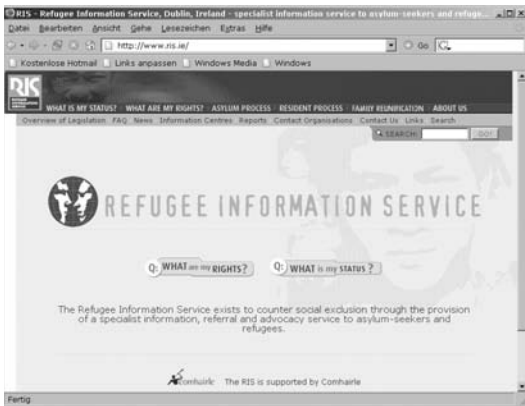 RIS - Refugee Information Service, Dublin, Ireland - specialist information service to asylum-seekers and refuge...
Datei Bearbeiten Ansicht Gehe Lesezeichen Extras Hilfe
http://www.ris.ie/ Go
Kostenlose Hotmail Links anpassen Windows Media Windows
RIS
WHAT IS MY STATUS? WHAT ARE MY RIGHTS? ASYLUM PROCESS RESIDENT PROCESS FAMILY REUNIFICATION ABOUT US
Overview of Legislation FAQ News Information Centres Reports Contact Organisations Contact Us Links Search
SEARCH: GO!
REFUGEE INFORMATION SERVICE
Q: WHAT are my RIGHTS? Q: WHAT is my STATUS ?
The Refugee Information Service exists to counter social exclusion through the provision
of a specialist information, referral and advocacy service to asylum-seekers and
refugees.
Comhairle The RIS is supported by Comhairle
Fertig